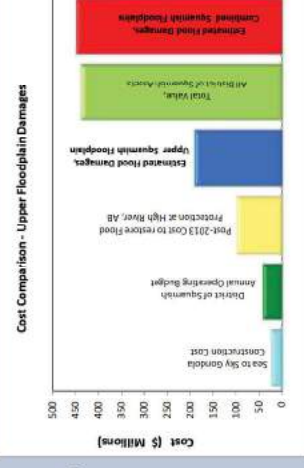 Cost Comparison - Upper Floodplain Damages
Cost ($ Millions)
500
450
400
350
300
250
200
150
100
50
0
Sea to Sky Gondola
Construction Cost
District of Squamish
Annual Operating Budget
Post-2013 Cost to restore Flood
Protection at High River, AB
Estimated Flood Damages,
Upper Squamish Floodplain
Total Value,
All District of Squamish Assets
Estimated Flood Damages,
Combined Squamish Floodplain